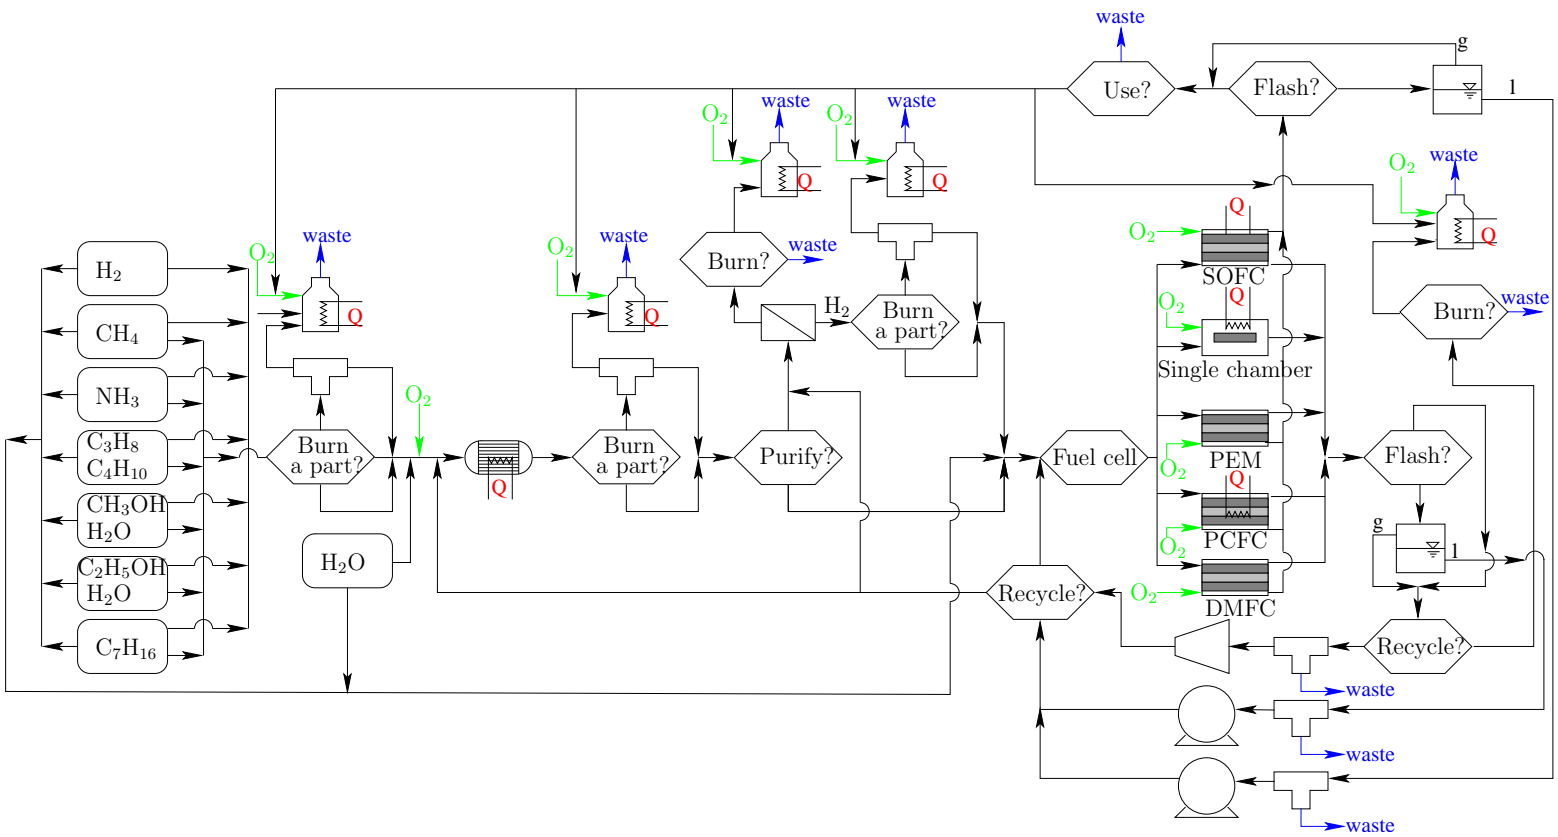 waste
g
Use?
Flash?
l
O₂
waste
O₂
waste
Q
Q
O₂
waste
Q
O₂
waste
Q
O₂
waste
Q
Burn?
waste
O₂
Q
SOFC
H₂
CH₄
NH₃
C₃H₈
C₄H₁₀
CH₃OH
H₂O
C₂H₅OH
H₂O
C₇H₁₆
H₂
Burn
a part?
O₂
Q
Single chamber
Burn?
waste
Burn
a part?
O₂
Q
Burn
a part?
Purify?
Fuel cell
PEM
O₂
Q
PCFC
O₂
Flash?
g
l
H₂O
Recycle?
O₂
DMFC
Recycle?
waste
waste
waste